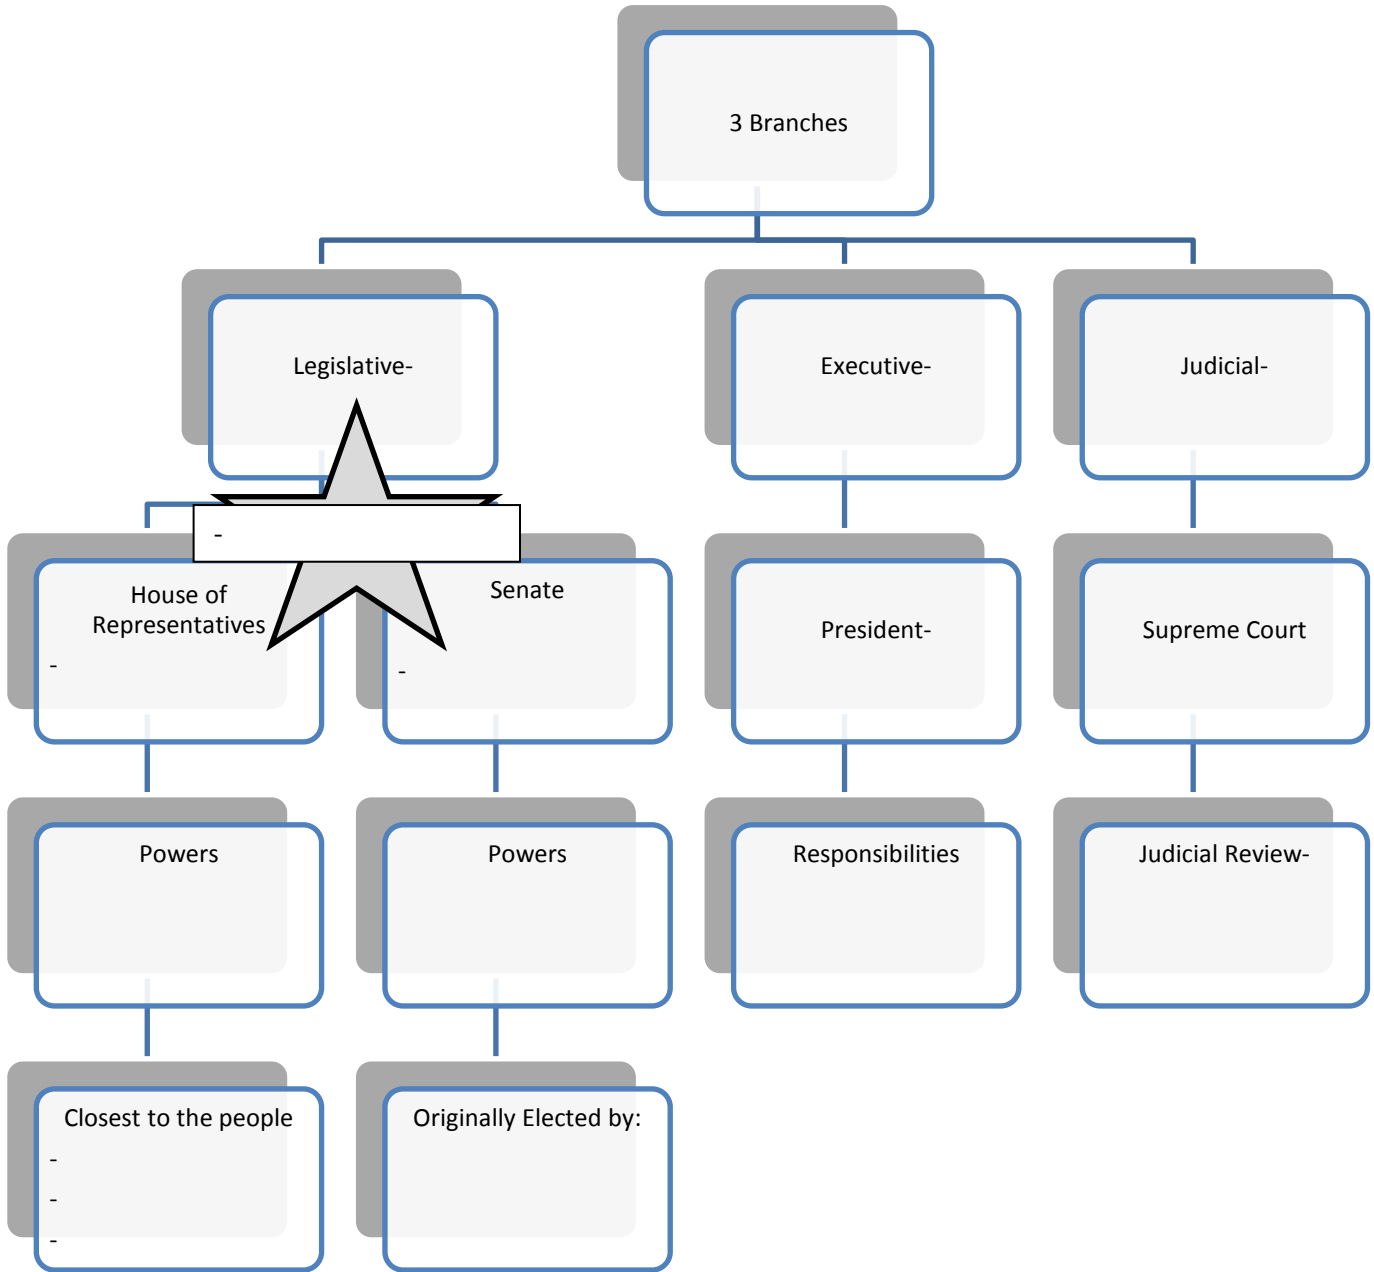 3 Branches
Legislative-
Executive-
Judicial-
-
House of
Representatives
-
Senate
-
President-
Supreme Court
Powers
Powers
Responsibilities
Judicial Review-
Closest to the people
-
-
-
Originally Elected by: